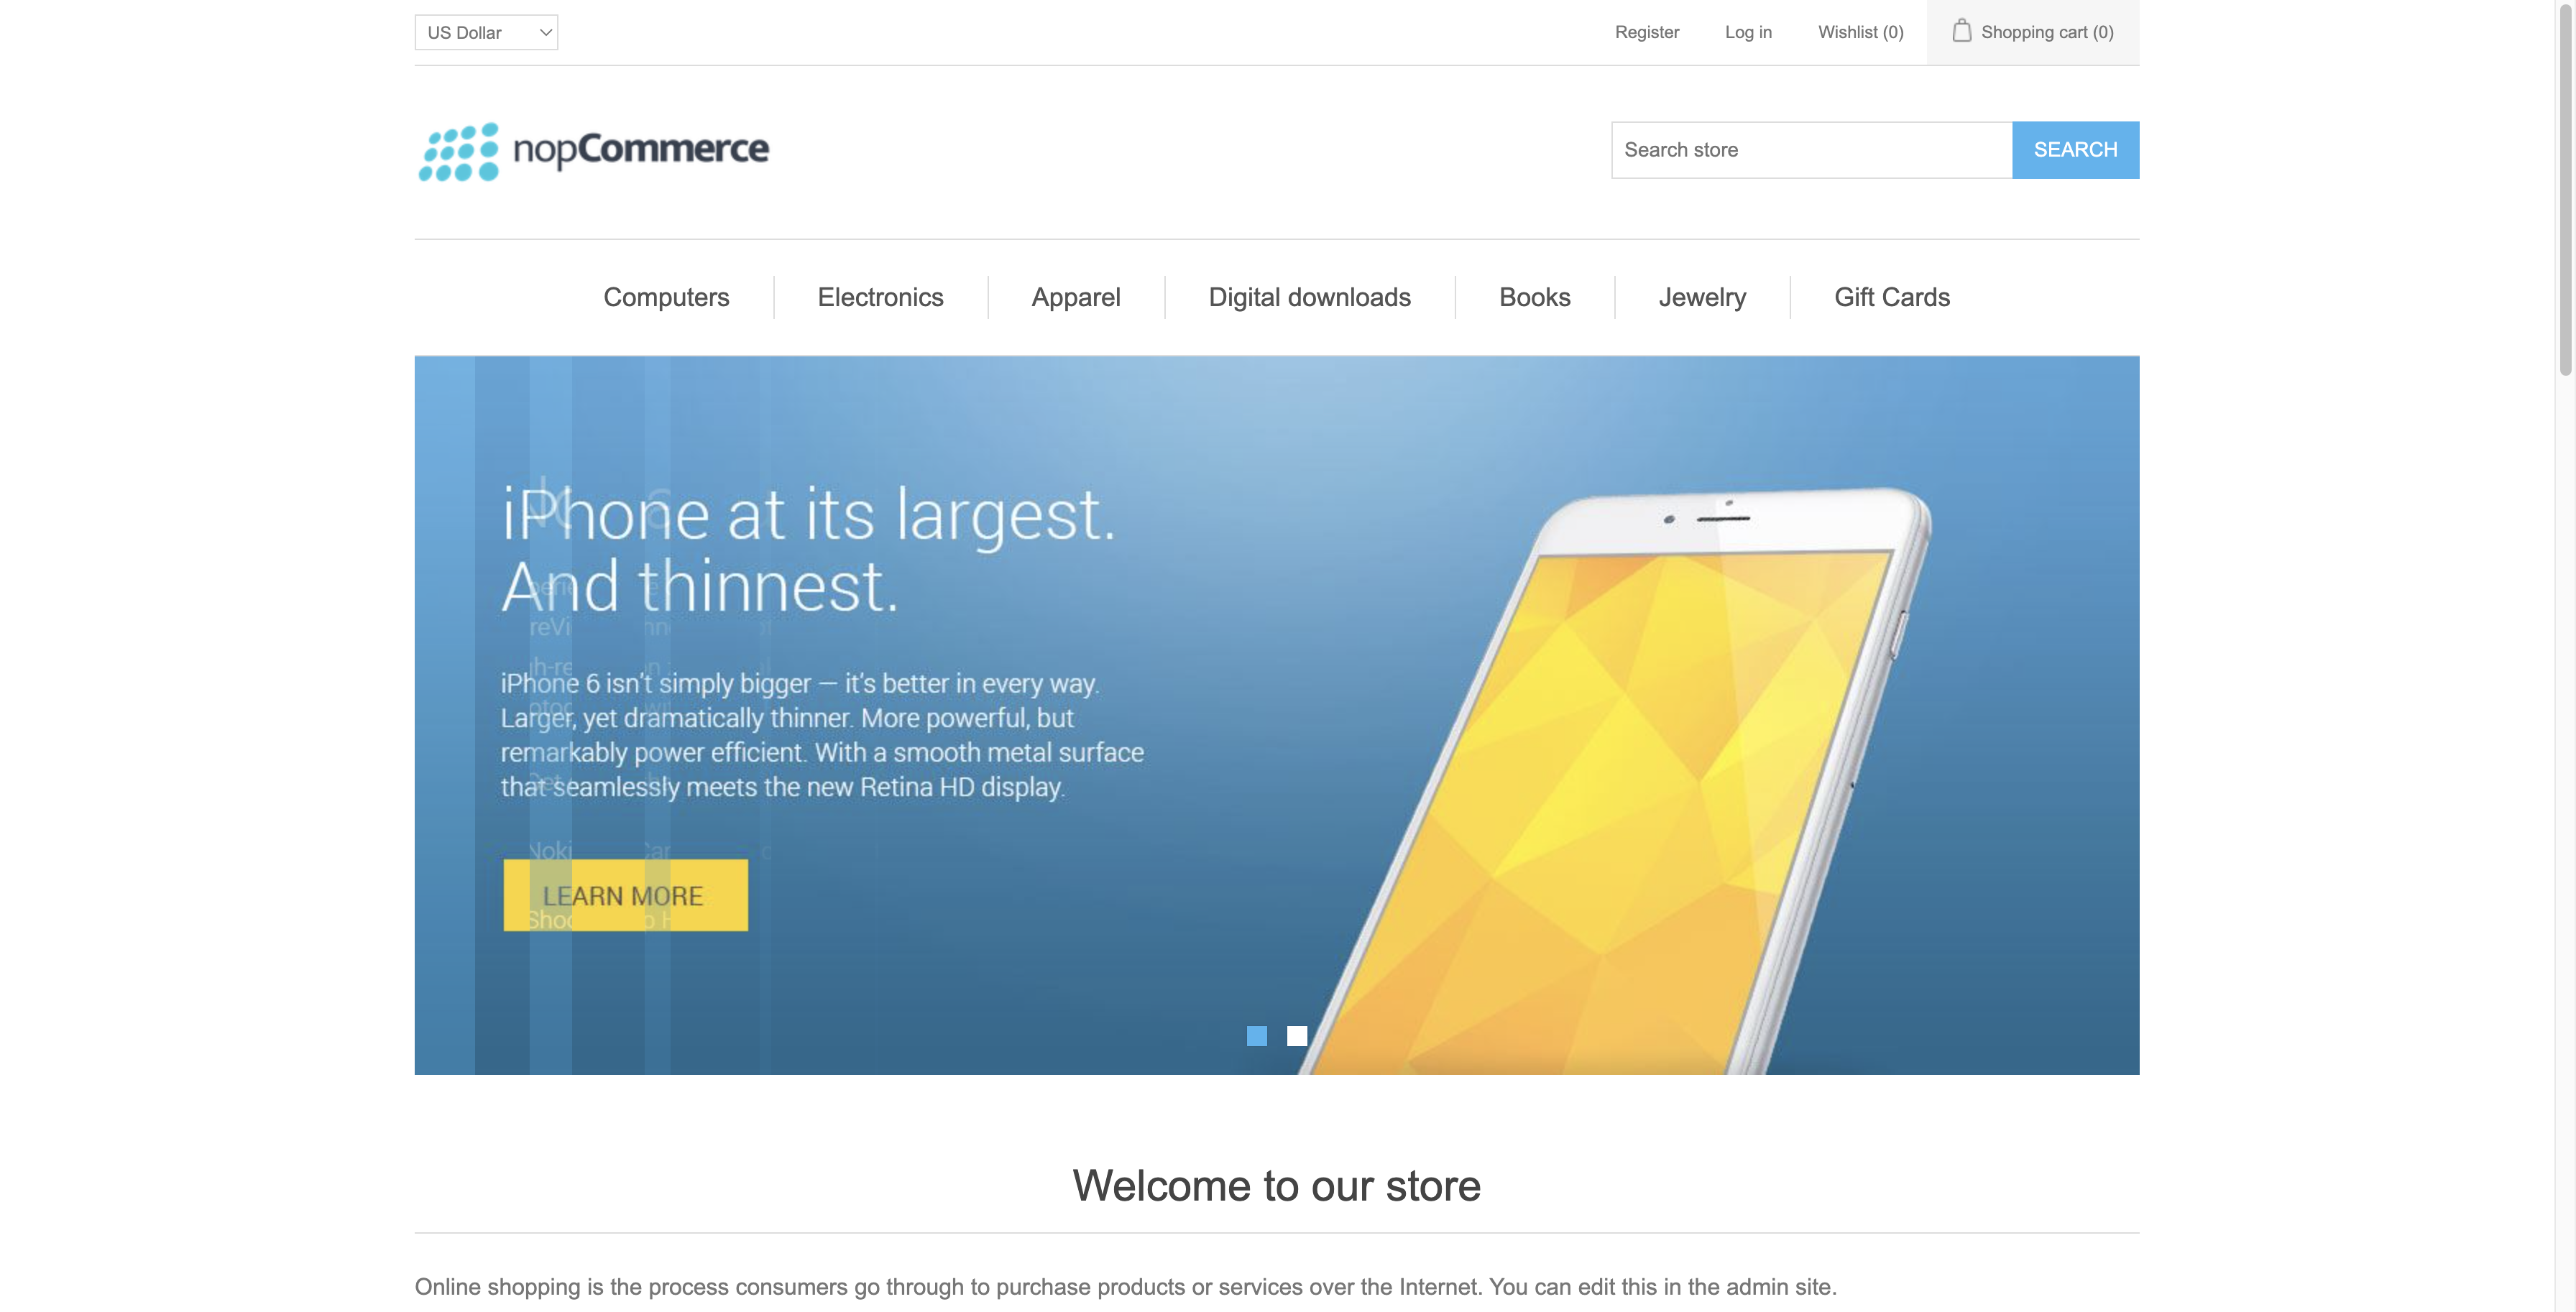 US Dollar
Register
Log in
Wishlist (0)
Shopping cart (0)
nopCommerce
Search store
SEARCH
Computers
Electronics
Apparel
Digital downloads
Books
Jewelry
Gift Cards
iPhone at its largest.
And thinnest.
iPhone 6 isn't simply bigger — it's better in every way.
Larger, yet dramatically thinner. More powerful, but
remarkably power efficient. With a smooth metal surface
that seamlessly meets the new Retina HD display.
LEARN MORE
Welcome to our store
Online shopping is the process consumers go through to purchase products or services over the Internet. You can edit this in the admin site.